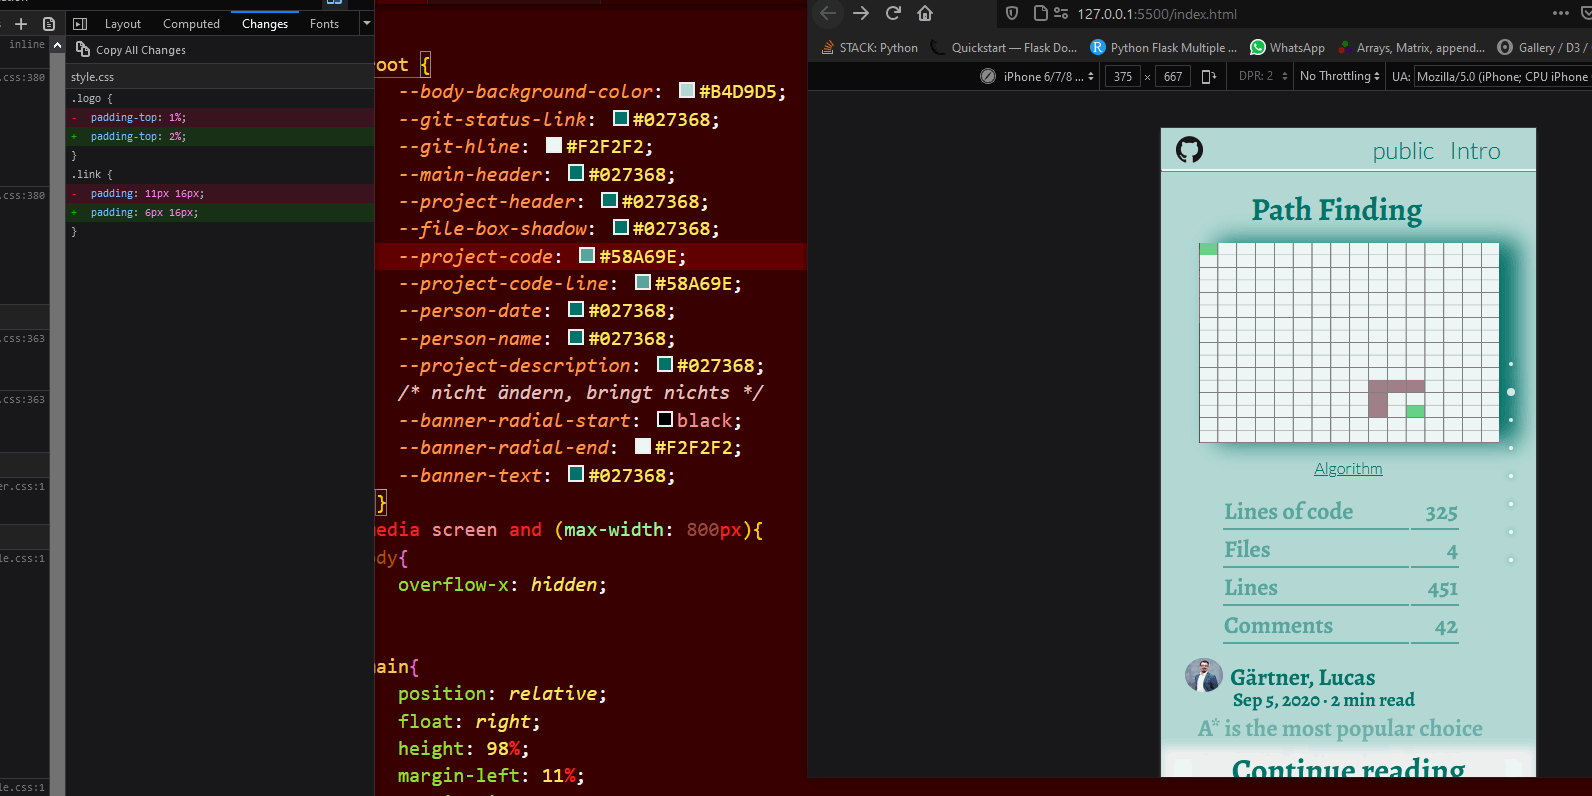 Layout Computed Changes Fonts
inline
Copy All Changes
.css:380
style.css
.logo {
- padding-top: 1%;
+ padding-top: 2%;
}
.link {
- padding: 11px 16px;
+ padding: 6px 16px;
}
.css:380
.css:363
.css:363
er.css:1
le.css:1
le.css:1
oot {
--body-background-color: #B4D9D5;
--git-status-link: #027368;
--git-hline: #F2F2F2;
--main-header: #027368;
--project-header: #027368;
--file-box-shadow: #027368;
--project-code: #58A69E;
--project-code-line: #58A69E;
--person-date: #027368;
--person-name: #027368;
--project-description: #027368;
/* nicht ändern, bringt nichts */
--banner-radial-start: black;
--banner-radial-end: #F2F2F2;
--banner-text: #027368;
}
media screen and (max-width: 800px){
dy{
overflow-x: hidden;
ain{
position: relative;
float: right;
height: 98%;
margin-left: 11%;
127.0.0.1:5500/index.html
STACK: Python Quickstart — Flask Do... Python Flask Multiple ... WhatsApp Arrays, Matrix, append... Gallery / D3 /
iPhone 6/7/8 ... 375 × 667 DPR: 2 No Throttling UA: Mozilla/5.0 (iPhone; CPU iPhone
public Intro
Path Finding
Algorithm
Lines of code 325
Files 4
Lines 451
Comments 42
Gärtner, Lucas
Sep 5, 2020 · 2 min read
A* is the most popular choice
Continue reading